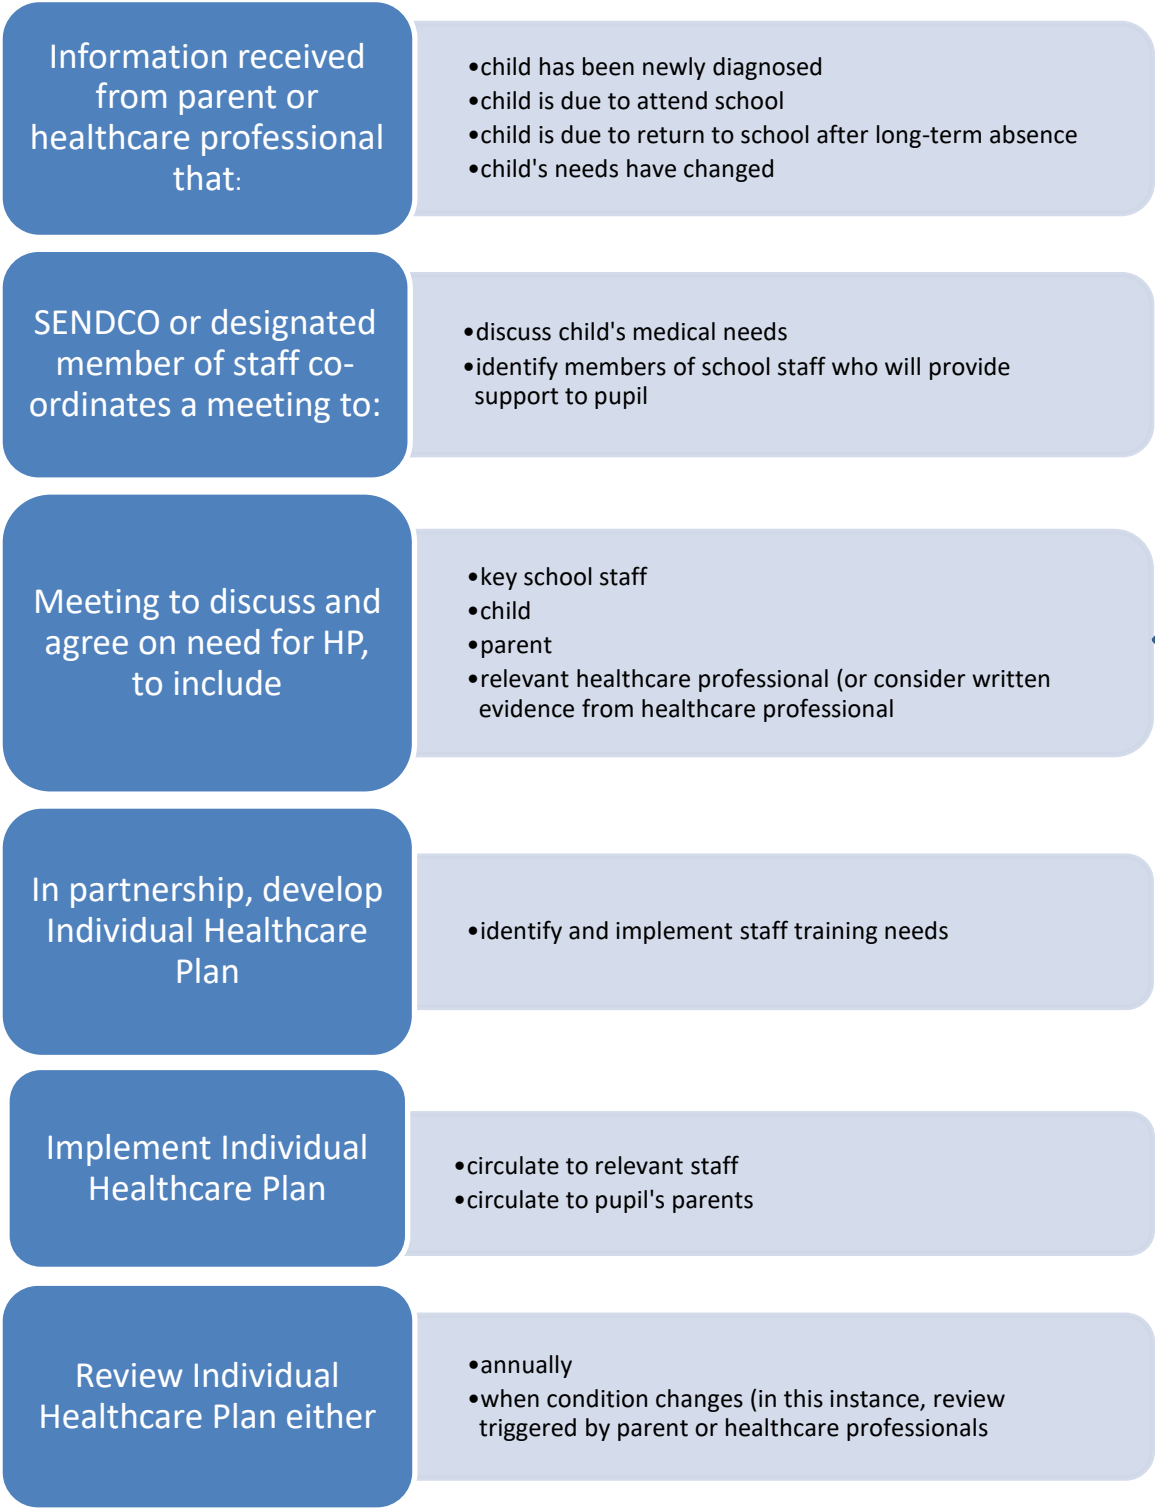 Information received
from parent or
healthcare professional
that:
•child has been newly diagnosed
•child is due to attend school
•child is due to return to school after long-term absence
•child's needs have changed
SENDCO or designated
member of staff co-
ordinates a meeting to:
•discuss child's medical needs
•identify members of school staff who will provide
support to pupil
Meeting to discuss and
agree on need for HP,
to include
•key school staff
•child
•parent
•relevant healthcare professional (or consider written
evidence from healthcare professional
In partnership, develop
Individual Healthcare
Plan
•identify and implement staff training needs
Implement Individual
Healthcare Plan
•circulate to relevant staff
•circulate to pupil's parents
Review Individual
Healthcare Plan either
•annually
•when condition changes (in this instance, review
triggered by parent or healthcare professionals